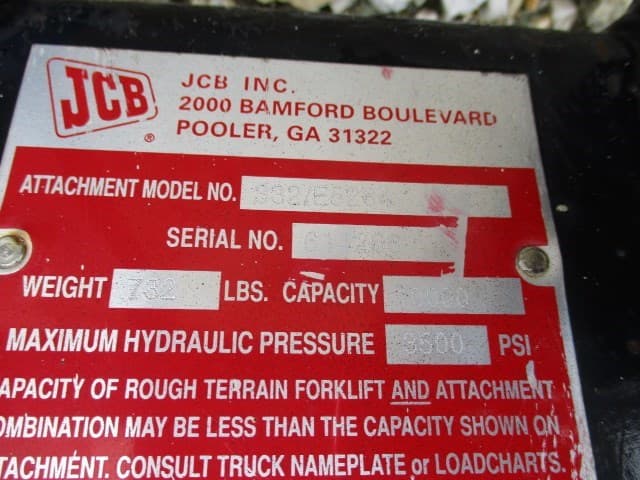 JCB
®
JCB INC.
2000 BAMFORD BOULEVARD
POOLER, GA 31322
ATTACHMENT MODEL NO.
SERIAL NO.
WEIGHT 732 LBS. CAPACITY
MAXIMUM HYDRAULIC PRESSURE 3500 PSI
APACITY OF ROUGH TERRAIN FORKLIFT AND ATTACHMENT
OMBINATION MAY BE LESS THAN THE CAPACITY SHOWN ON
TTACHMENT. CONSULT TRUCK NAMEPLATE or LOADCHARTS.